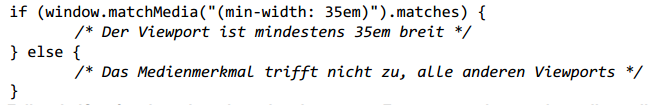 if (window.matchMedia("(min-width: 35em)").matches) {
/* Der Viewport ist mindestens 35em breit */
} else {
/* Das Medienmerkmal trifft nicht zu, alle anderen Viewports */
}